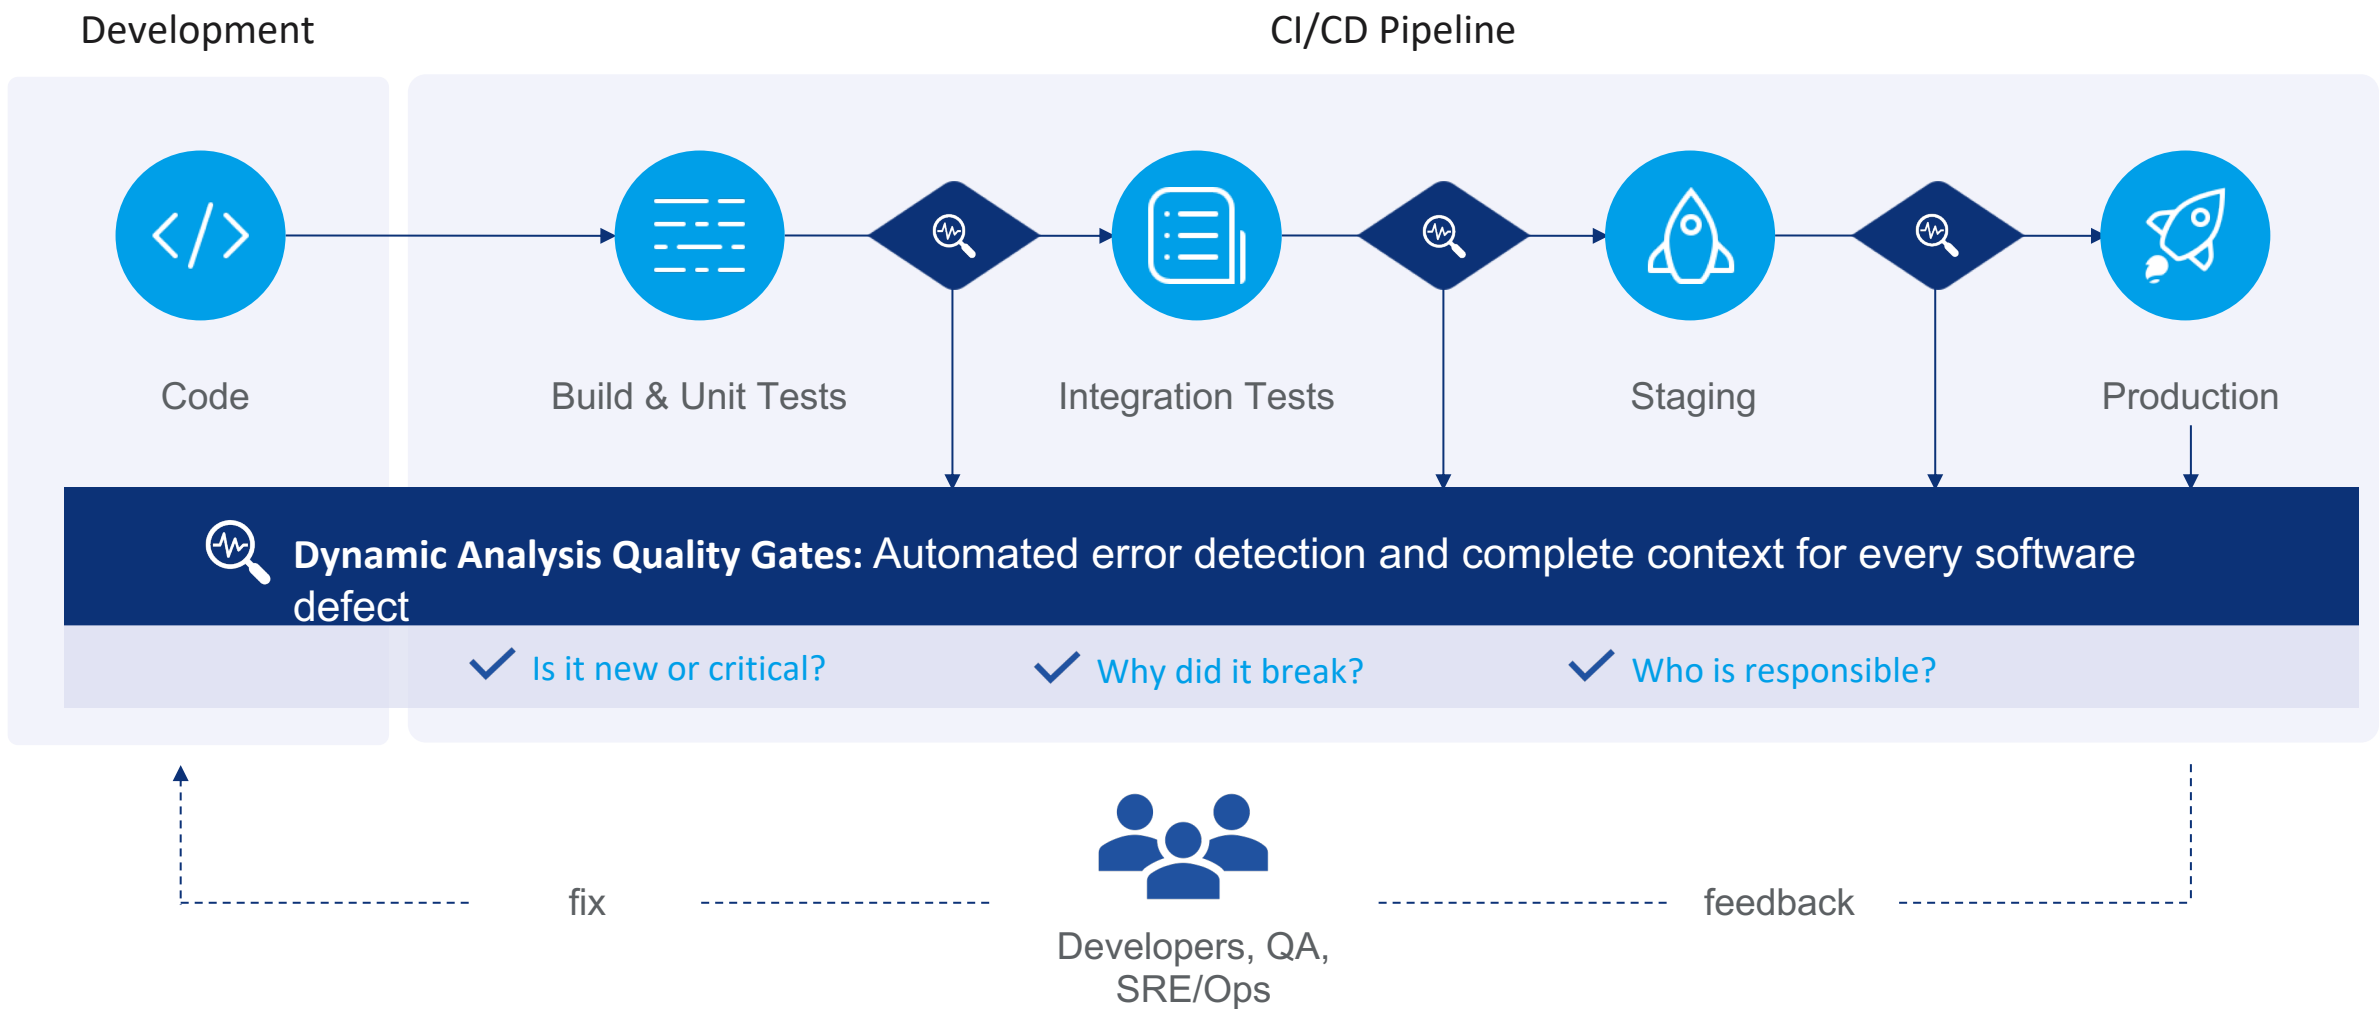 Development
CI/CD Pipeline
Code
Build & Unit Tests
Integration Tests
Staging
Production
Dynamic Analysis Quality Gates: Automated error detection and complete context for every software
defect
Is it new or critical?
Why did it break?
Who is responsible?
fix
feedback
Developers, QA,
SRE/Ops